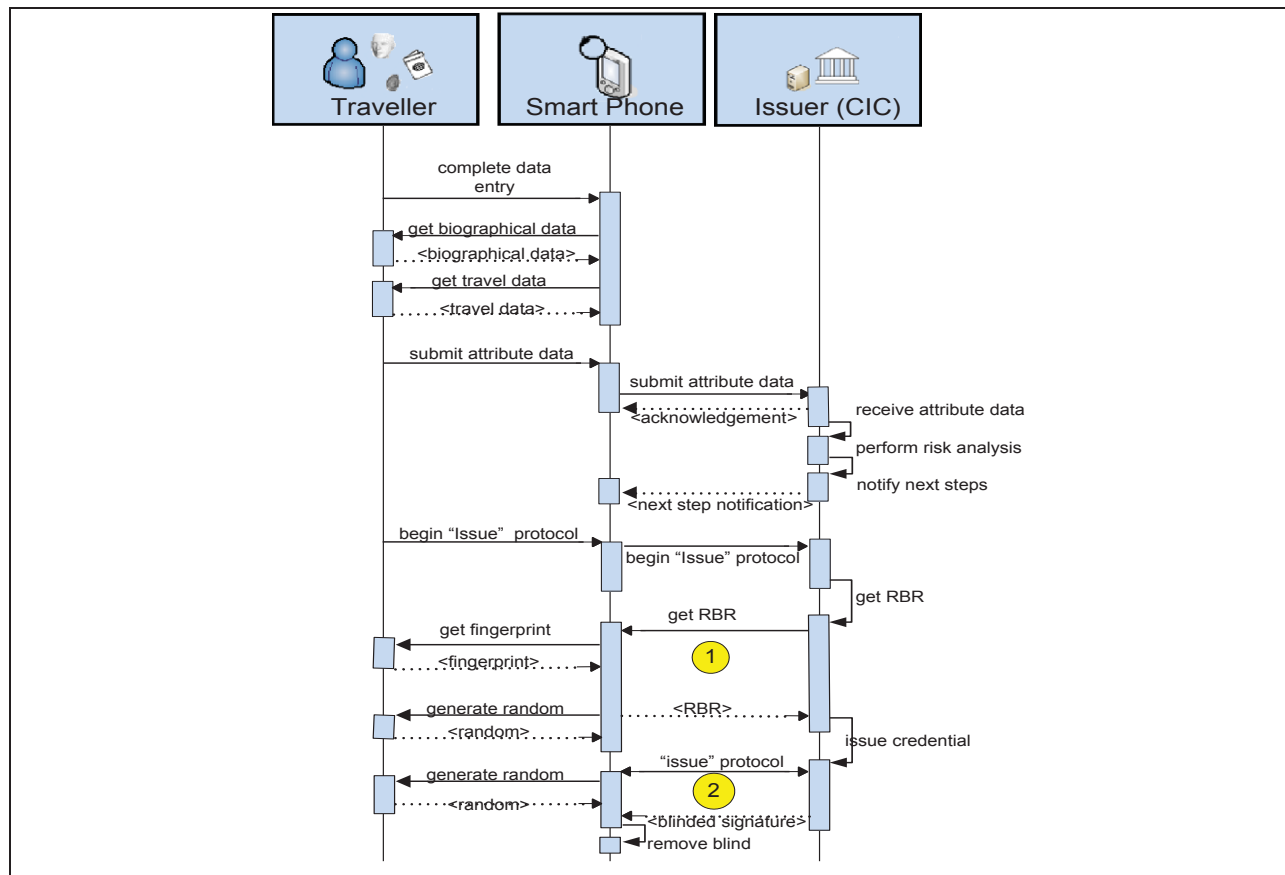 Traveller
Smart Phone
Issuer (CIC)
complete data
entry
get biographical data
<biographical data>
get travel data
<travel data>
submit attribute data
submit attribute data
<acknowledgement>
receive attribute data
perform risk analysis
notify next steps
<next step notification>
begin “Issue” protocol
begin “Issue” protocol
get RBR
get RBR
get fingerprint
1
<fingerprint>
generate random
<RBR>
<random>
issue credential
“issue” protocol
generate random
2
<random>
<blinded signature>
remove blind